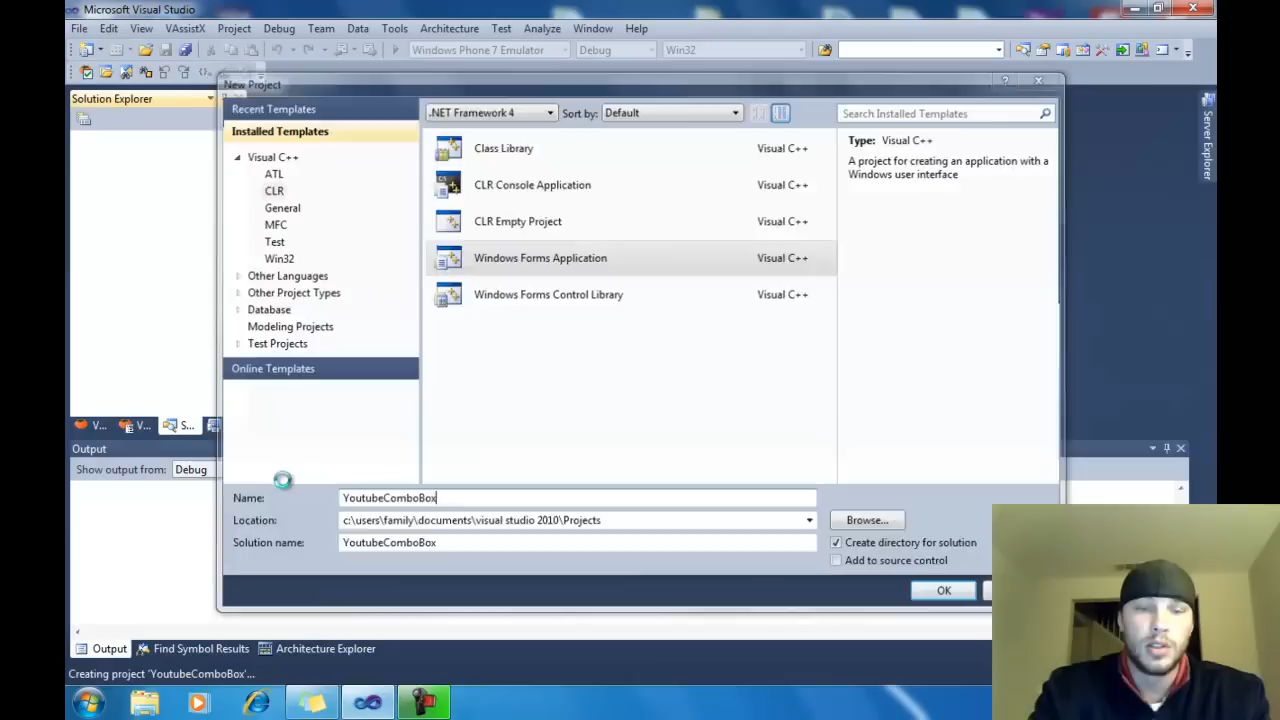 Microsoft Visual Studio
File Edit View VAssistX Project Debug Team Data Tools Architecture Test Analyze Window Help
Windows Phone 7 Emulator Debug Win32
New Project
Solution Explorer
Recent Templates
.NET Framework 4 Sort by: Default Search Installed Templates
Installed Templates
Visual C++
ATL
CLR
General
MFC
Test
Win32
Other Languages
Other Project Types
Database
Modeling Projects
Test Projects
Online Templates
Class Library Visual C++
CLR Console Application Visual C++
CLR Empty Project Visual C++
Windows Forms Application Visual C++
Windows Forms Control Library Visual C++
Type: Visual C++
A project for creating an application with a
Windows user interface
Server Explorer
V... V... S...
Output
Show output from: Debug
Name: YoutubeComboBox
Location: c:\users\family\documents\visual studio 2010\Projects Browse...
Solution name: YoutubeComboBox
Create directory for solution
Add to source control
OK
Output Find Symbol Results Architecture Explorer
Creating project 'YoutubeComboBox'...